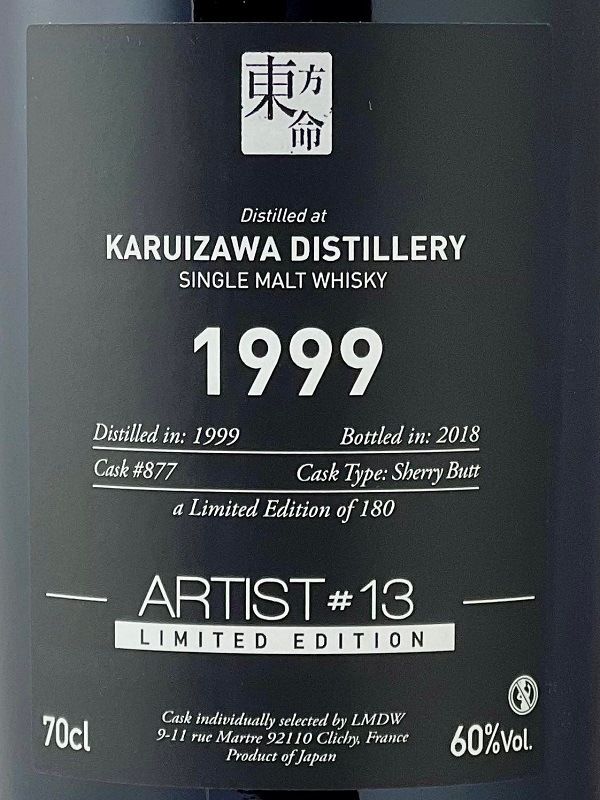 東方命
Distilled at
KARUIZAWA DISTILLERY
SINGLE MALT WHISKY
1999
Distilled in: 1999 Bottled in: 2018
Cask #877 Cask Type: Sherry Butt
a Limited Edition of 180
ARTIST #13
LIMITED EDITION
Cask individually selected by LMDW
9-11 rue Martre 92110 Clichy, France
Product of Japan
70cl
60%Vol.